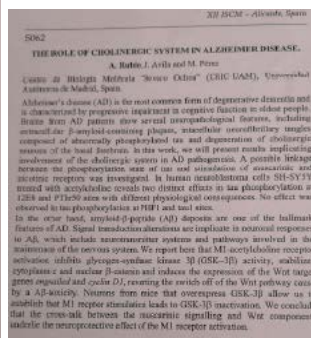 XII ISCM – Alicante, Spain
S062
THE ROLE OF CHOLINERGIC SYSTEM IN ALZHEIMER DISEASE.
A. Rubio J. Avila and M. Pérez
Centro de Biología Molecular "Severo Ochoa" (CSIC-UAM), Universidad
Autónoma de Madrid, Spain.
Alzheimer's disease (AD) is the most common form of degenerative dementia and
is characterized by progressive impairment in cognitive function in eldest people.
Brains from AD patients show several neuropathological features, including
extracellular β-amyloid-containing plaques, intracellular neurofibrillary tangles
composed of abnormally phosphorylated tau and degeneration of cholinergic
neurons of the basal forebrain. In this work, we will present results implicating
involvement of the cholinergic system in AD pathogenesis. A possible linkage
between the phosphorylation state of tau and stimulation of muscarinic and
nicotinic receptors was investigated. In human neuroblastoma cells SH-SY5Y
treated with acetylcholine reveals two distinct effects in tau phosphorylation at
12E8 and PThr50 sites with different physiological consequences. No effect was
observed in tau phosphorylation at PHF1 and tau1 sites.
In the other hand, amyloid-β-peptide (Aβ) deposits are one of the hallmark
features of AD. Signal transduction alterations are implicate in neuronal responses
to Aβ, which include neurotransmitter systems and pathways involved in the
maintenance of the nervous system. We report here that M1-acetylcholine receptor
activation inhibits glycogen-synthase kinase 3β (GSK-3β) activity, stabilizes
cytoplasmic and nuclear β-catenin and induces the expression of the Wnt target
genes engrailed and cyclin D1, reverting the switch off of the Wnt pathway caused
by a Aβ-toxicity. Neurons from mice that overexpress GSK-3β allow us to
establish that M1 receptor stimulation leads to GSK-3β inactivation. We conclude
that the cross-talk between the muscarinic signalling and Wnt components
underlie the neuroprotective effect of the M1 receptor activation.